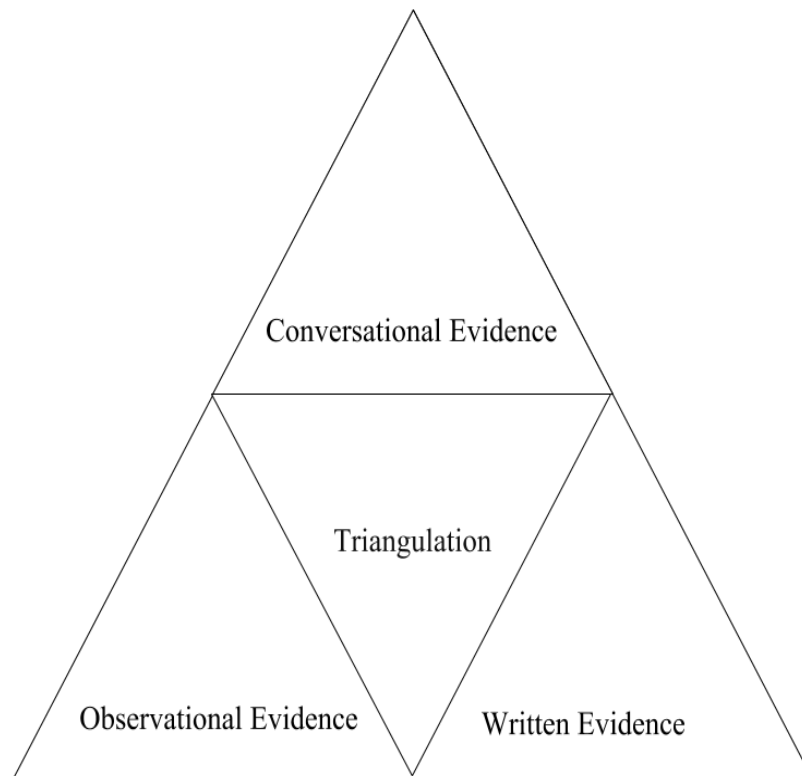 Conversational Evidence
Triangulation
Observational Evidence
Written Evidence